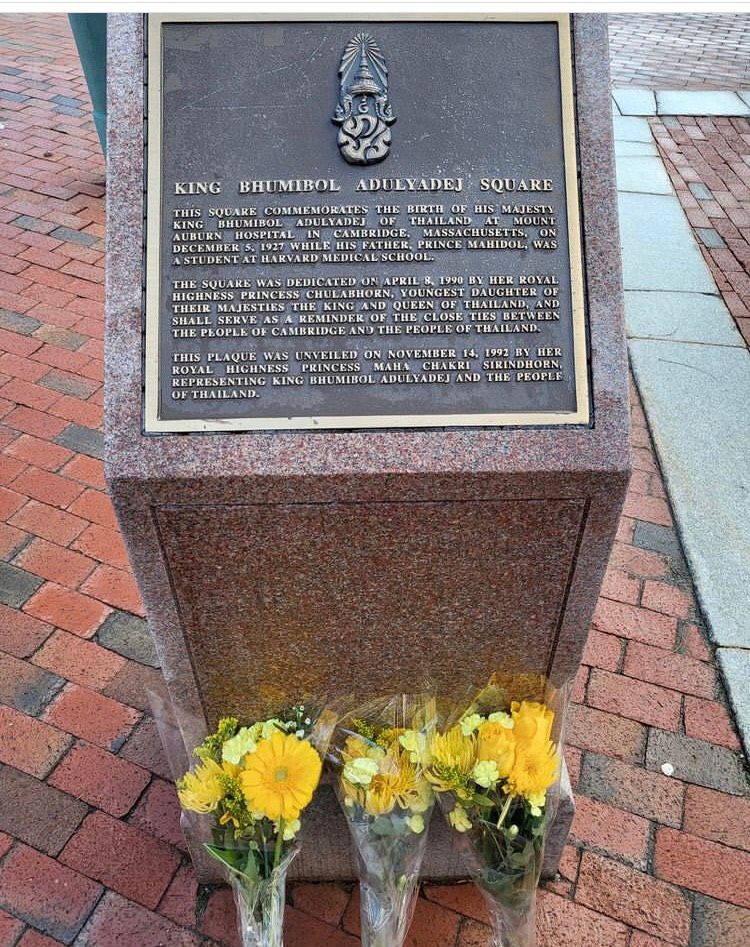 KING BHUMIBOL ADULYADEJ SQUARE
THIS SQUARE COMMEMORATES THE BIRTH OF HIS MAJESTY
KING BHUMIBOL ADULYADEJ OF THAILAND AT MOUNT
AUBURN HOSPITAL IN CAMBRIDGE, MASSACHUSETTS, ON
DECEMBER 5, 1927 WHILE HIS FATHER, PRINCE MAHIDOL, WAS
A STUDENT AT HARVARD MEDICAL SCHOOL.
THE SQUARE WAS DEDICATED ON APRIL 8, 1990 BY HER ROYAL
HIGHNESS PRINCESS CHULABHORN, YOUNGEST DAUGHTER OF
THEIR MAJESTIES THE KING AND QUEEN OF THAILAND, AND
SHALL SERVE AS A REMINDER OF THE CLOSE TIES BETWEEN
THE PEOPLE OF CAMBRIDGE AND THE PEOPLE OF THAILAND.
THIS PLAQUE WAS UNVEILED ON NOVEMBER 14, 1992 BY HER
ROYAL HIGHNESS PRINCESS MAHA CHAKRI SIRINDHORN,
REPRESENTING KING BHUMIBOL ADULYADEJ AND THE PEOPLE
OF THAILAND.